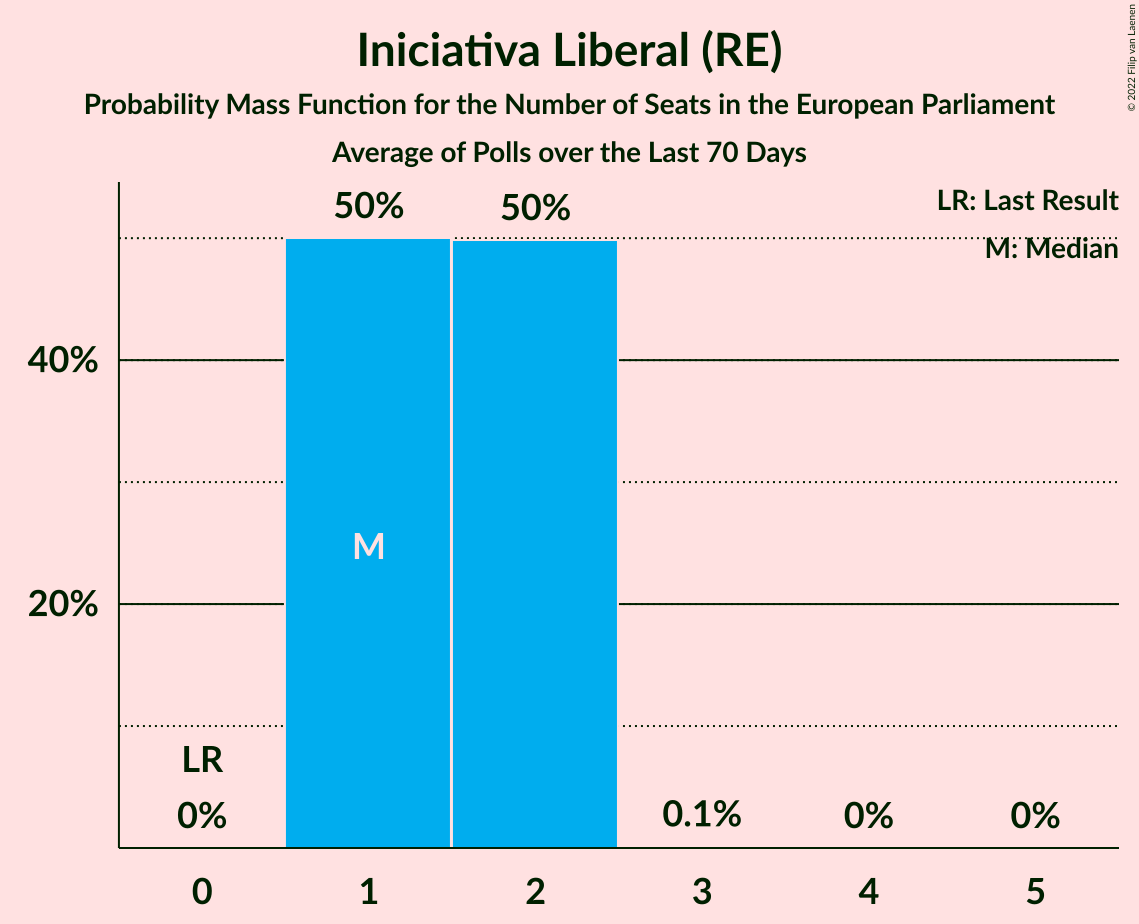 Iniciativa Liberal (RE)
Probability Mass Function for the Number of Seats in the European Parliament
Average of Polls over the Last 70 Days
© 2022 Filip van Laenen
LR: Last Result
M: Median
50%
50%
40%
20%
M
LR
0%
0.1%
0%
0%
0
1
2
3
4
5